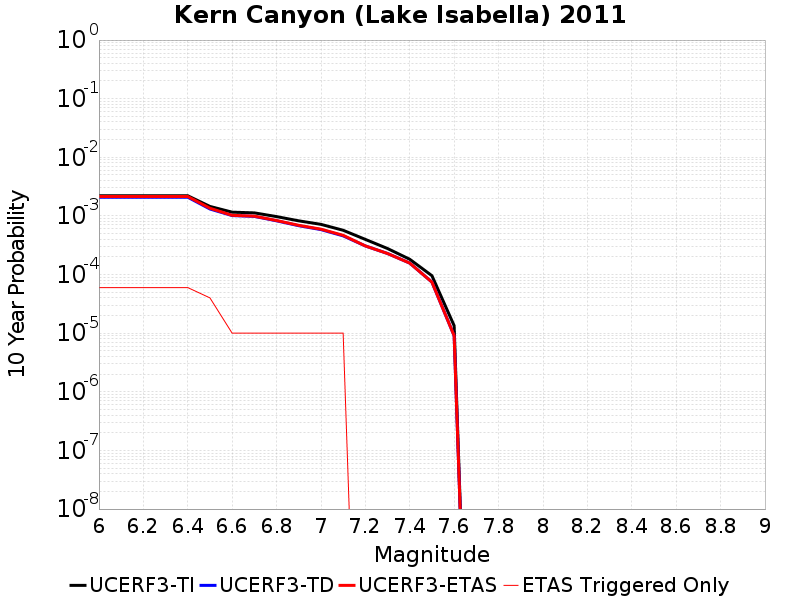 Kern Canyon (Lake Isabella) 2011
10 Year Probability
10^0
10^-1
10^-2
10^-3
10^-4
10^-5
10^-6
10^-7
10^-8
6 6.2 6.4 6.6 6.8 7 7.2 7.4 7.6 7.8 8 8.2 8.4 8.6 8.8 9
Magnitude
UCERF3-TI UCERF3-TD UCERF3-ETAS ETAS Triggered Only